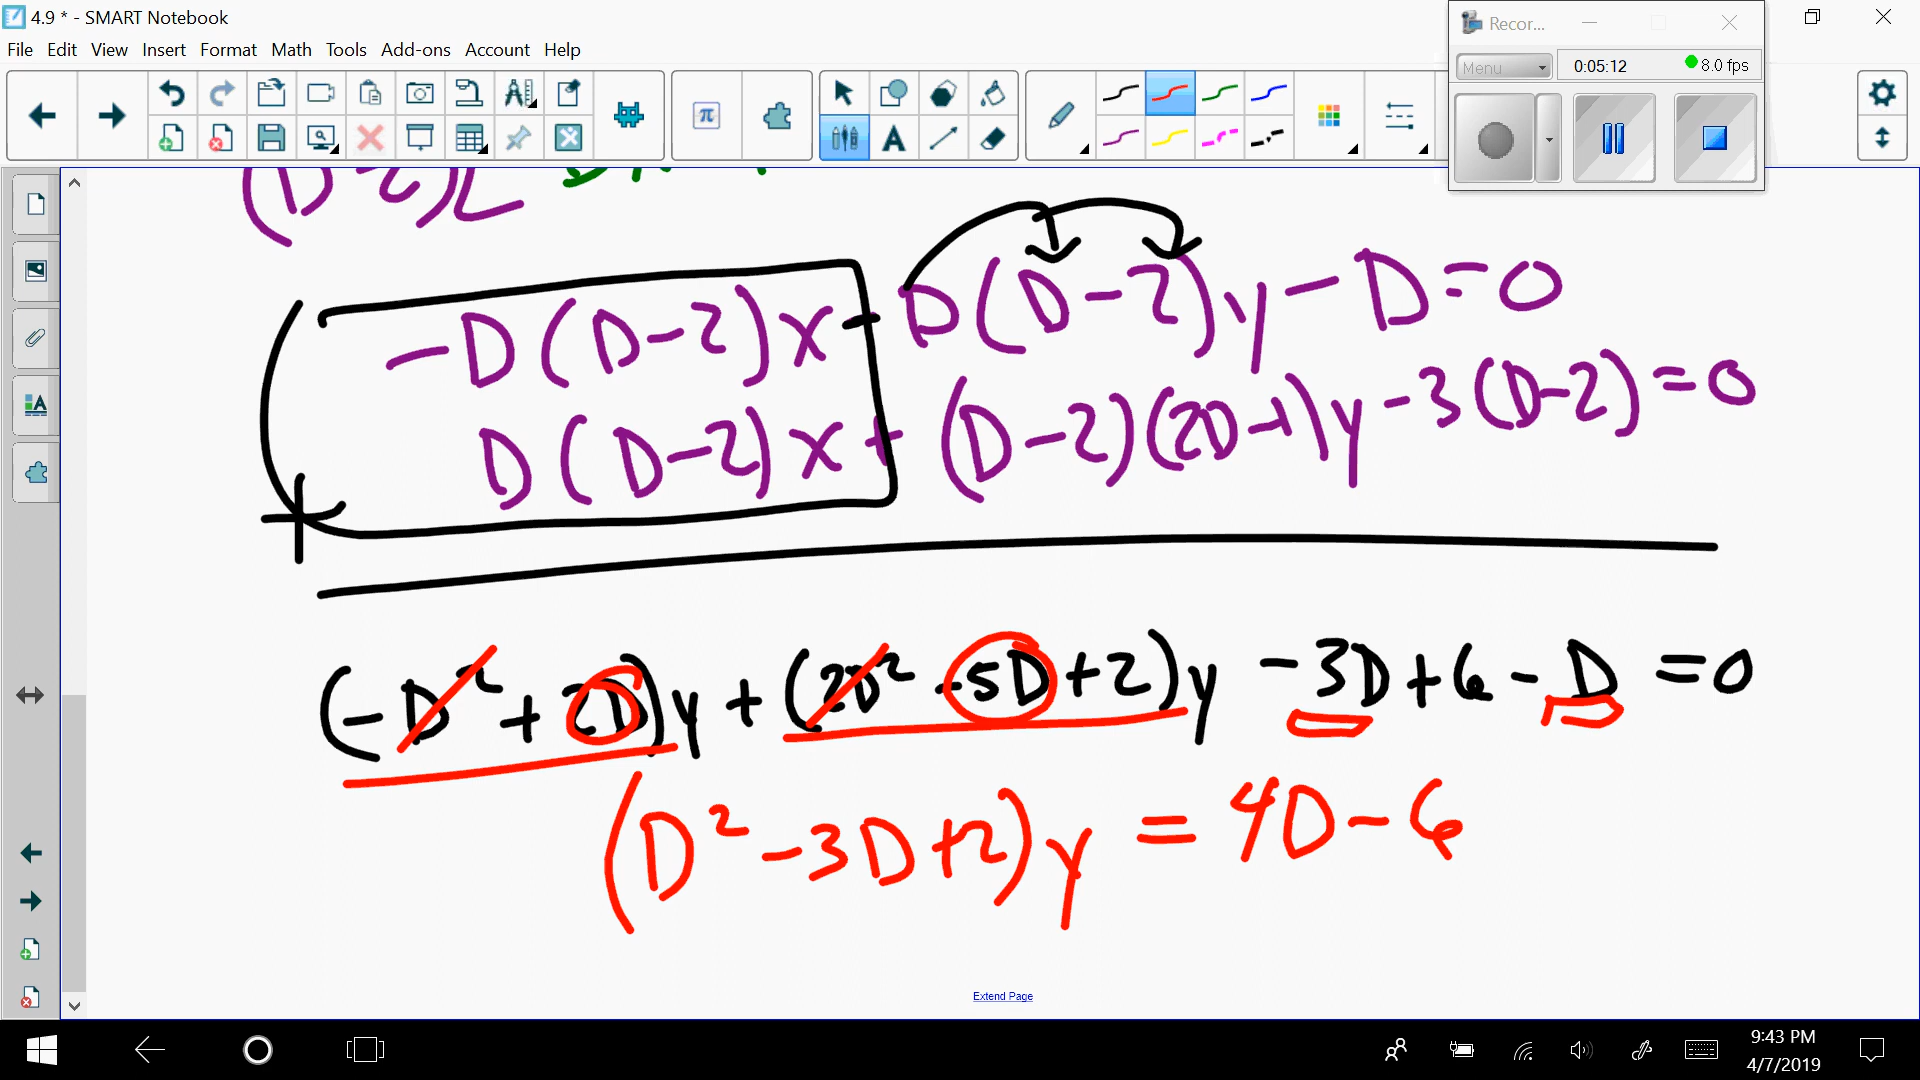 4.9 * - SMART Notebook
File Edit View Insert Format Math Tools Add-ons Account Help
Recor...
Menu 0:05:12 8.0 fps
π
A
A
(D-2)
-D(D-2)x - D(D-2)y - D = 0
D(D-2)x + (D-2)(2D-1)y - 3(D-2) = 0
+
(-D² + 2D)y + (2D² -5D+2)y - 3D+6 - D = 0
(D² -3D+2)y = 4D-6
Extend Page
9:43 PM
4/7/2019